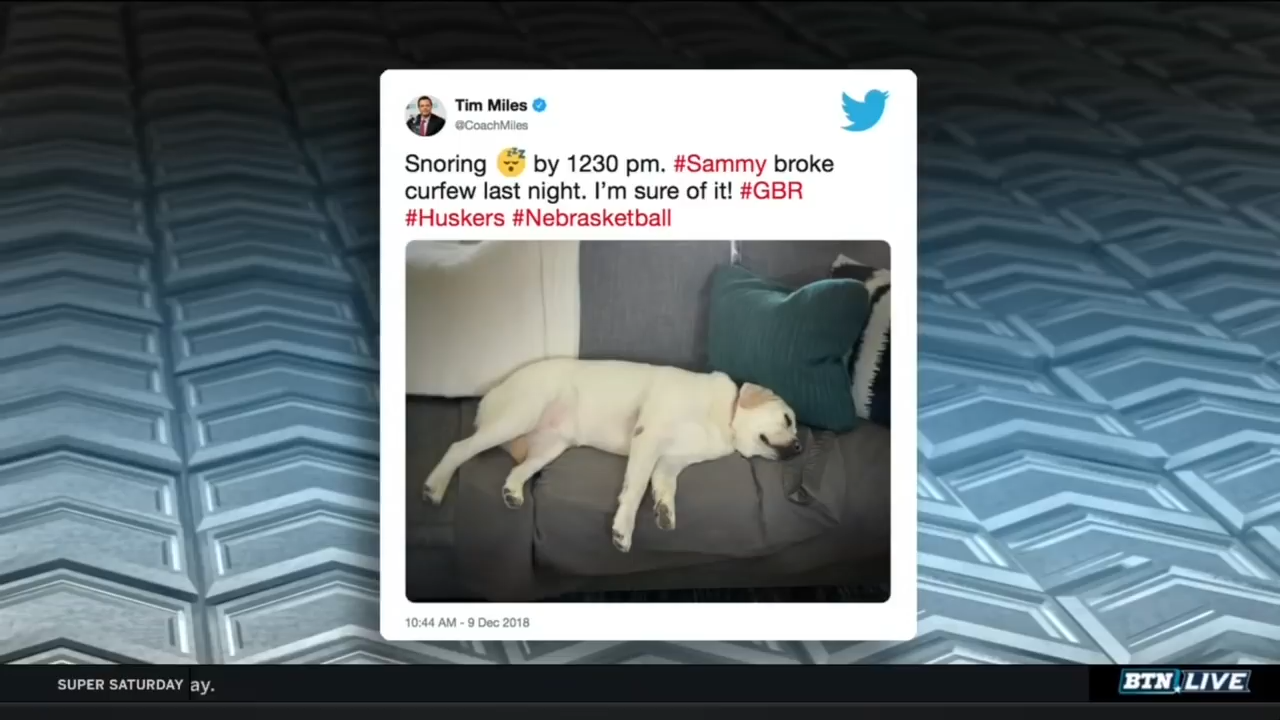 Tim Miles
@CoachMiles
Snoring 😴 by 1230 pm. #Sammy broke
curfew last night. I'm sure of it! #GBR
#Huskers #Nebrasketball
10:44 AM - 9 Dec 2018
SUPER SATURDAY ay.
BTN LIVE